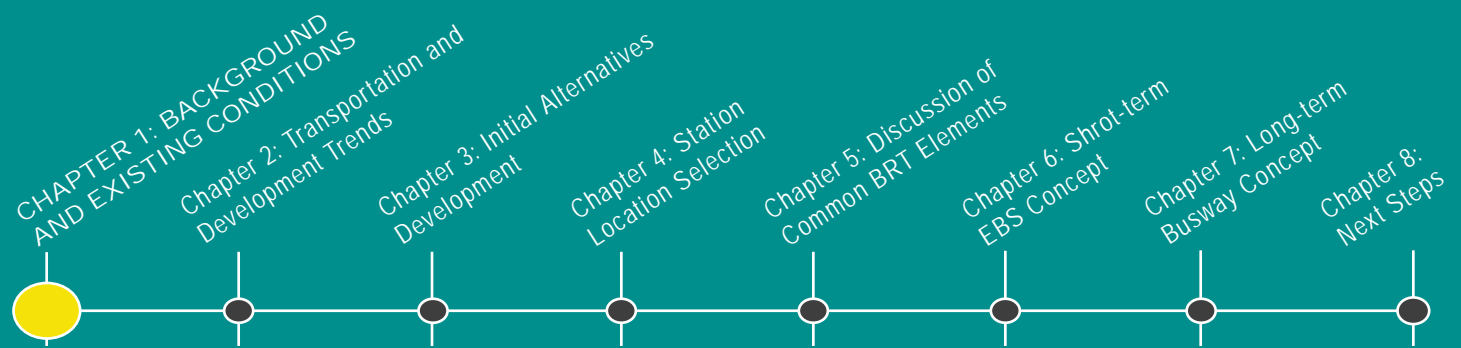 CHAPTER 1: BACKGROUND
AND EXISTING CONDITIONS
Chapter 2: Transportation and
Development Trends
Chapter 3: Initial Alternatives
Development
Chapter 4: Station
Location Selection
Chapter 5: Discussion of
Common BRT Elements
Chapter 6: Shrot-term
EBS Concept
Chapter 7: Long-term
Busway Concept
Chapter 8:
Next Steps